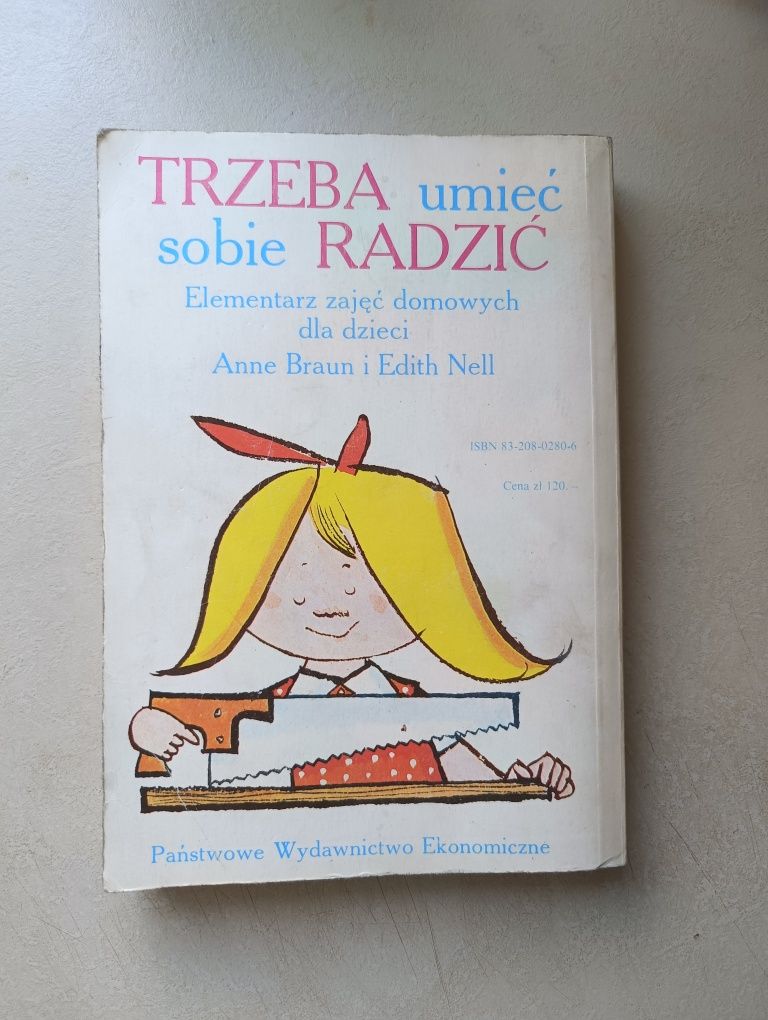 TRZEBA umieć
sobie RADZIĆ
Elementarz zajęć domowych
dla dzieci
Anne Braun i Edith Nell
ISBN 83-208-0280-6
Cena zł 120.–
Państwowe Wydawnictwo Ekonomiczne